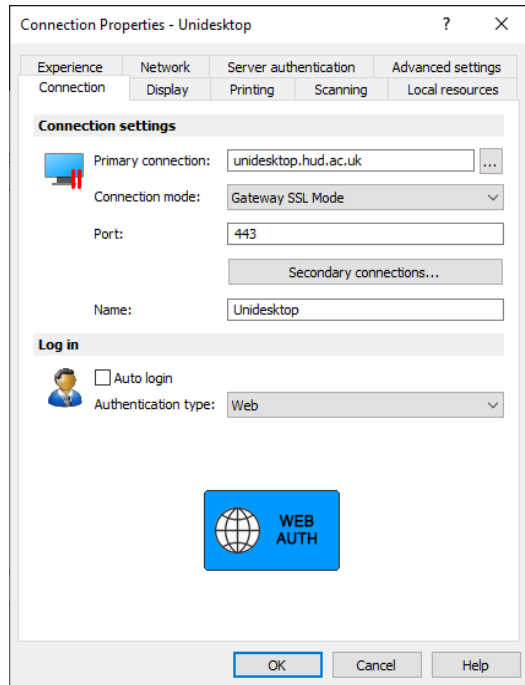 Connection Properties - Unidesktop
?
Experience Network Server authentication Advanced settings
Connection Display Printing Scanning Local resources
Connection settings
Primary connection: unidesktop.hud.ac.uk ...
Connection mode: Gateway SSL Mode
Port: 443
Secondary connections...
Name: Unidesktop
Log in
Auto login
Authentication type: Web
WEB
AUTH
OK Cancel Help